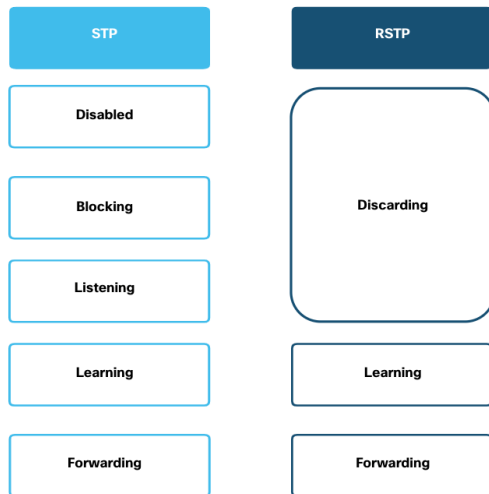 STP
RSTP
Disabled
Blocking
Discarding
Listening
Learning
Learning
Forwarding
Forwarding